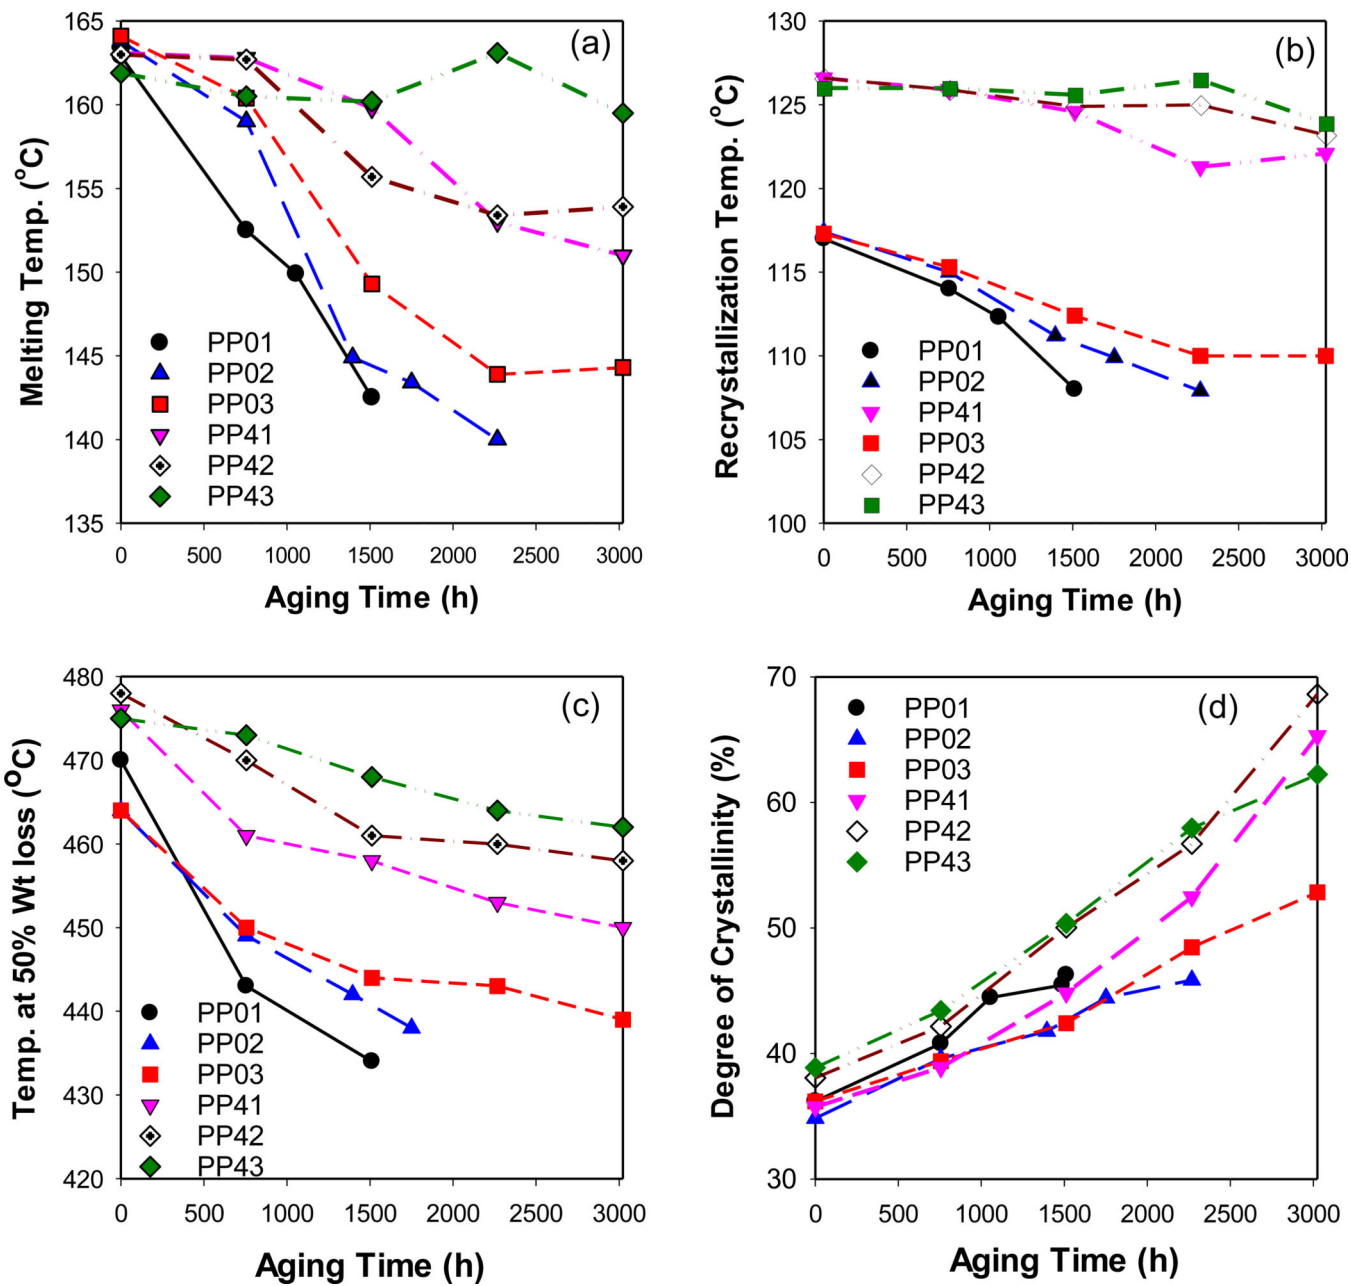 (a)
Melting Temp. (°C)
165
160
155
150
145
140
135
PP01
PP02
PP03
PP41
PP42
PP43
0 500 1000 1500 2000 2500 3000
Aging Time (h)
(b)
Recrystallization Temp. (°C)
130
125
120
115
110
105
100
PP01
PP02
PP41
PP03
PP42
PP43
0 500 1000 1500 2000 2500 3000
Aging Time (h)
(c)
Temp. at 50% Wt loss (°C)
480
470
460
450
440
430
420
PP01
PP02
PP03
PP41
PP42
PP43
0 500 1000 1500 2000 2500 3000
Aging Time (h)
(d)
Degree of Crystallinity (%)
70
60
50
40
30
PP01
PP02
PP03
PP41
PP42
PP43
0 500 1000 1500 2000 2500 3000
Aging Time (h)